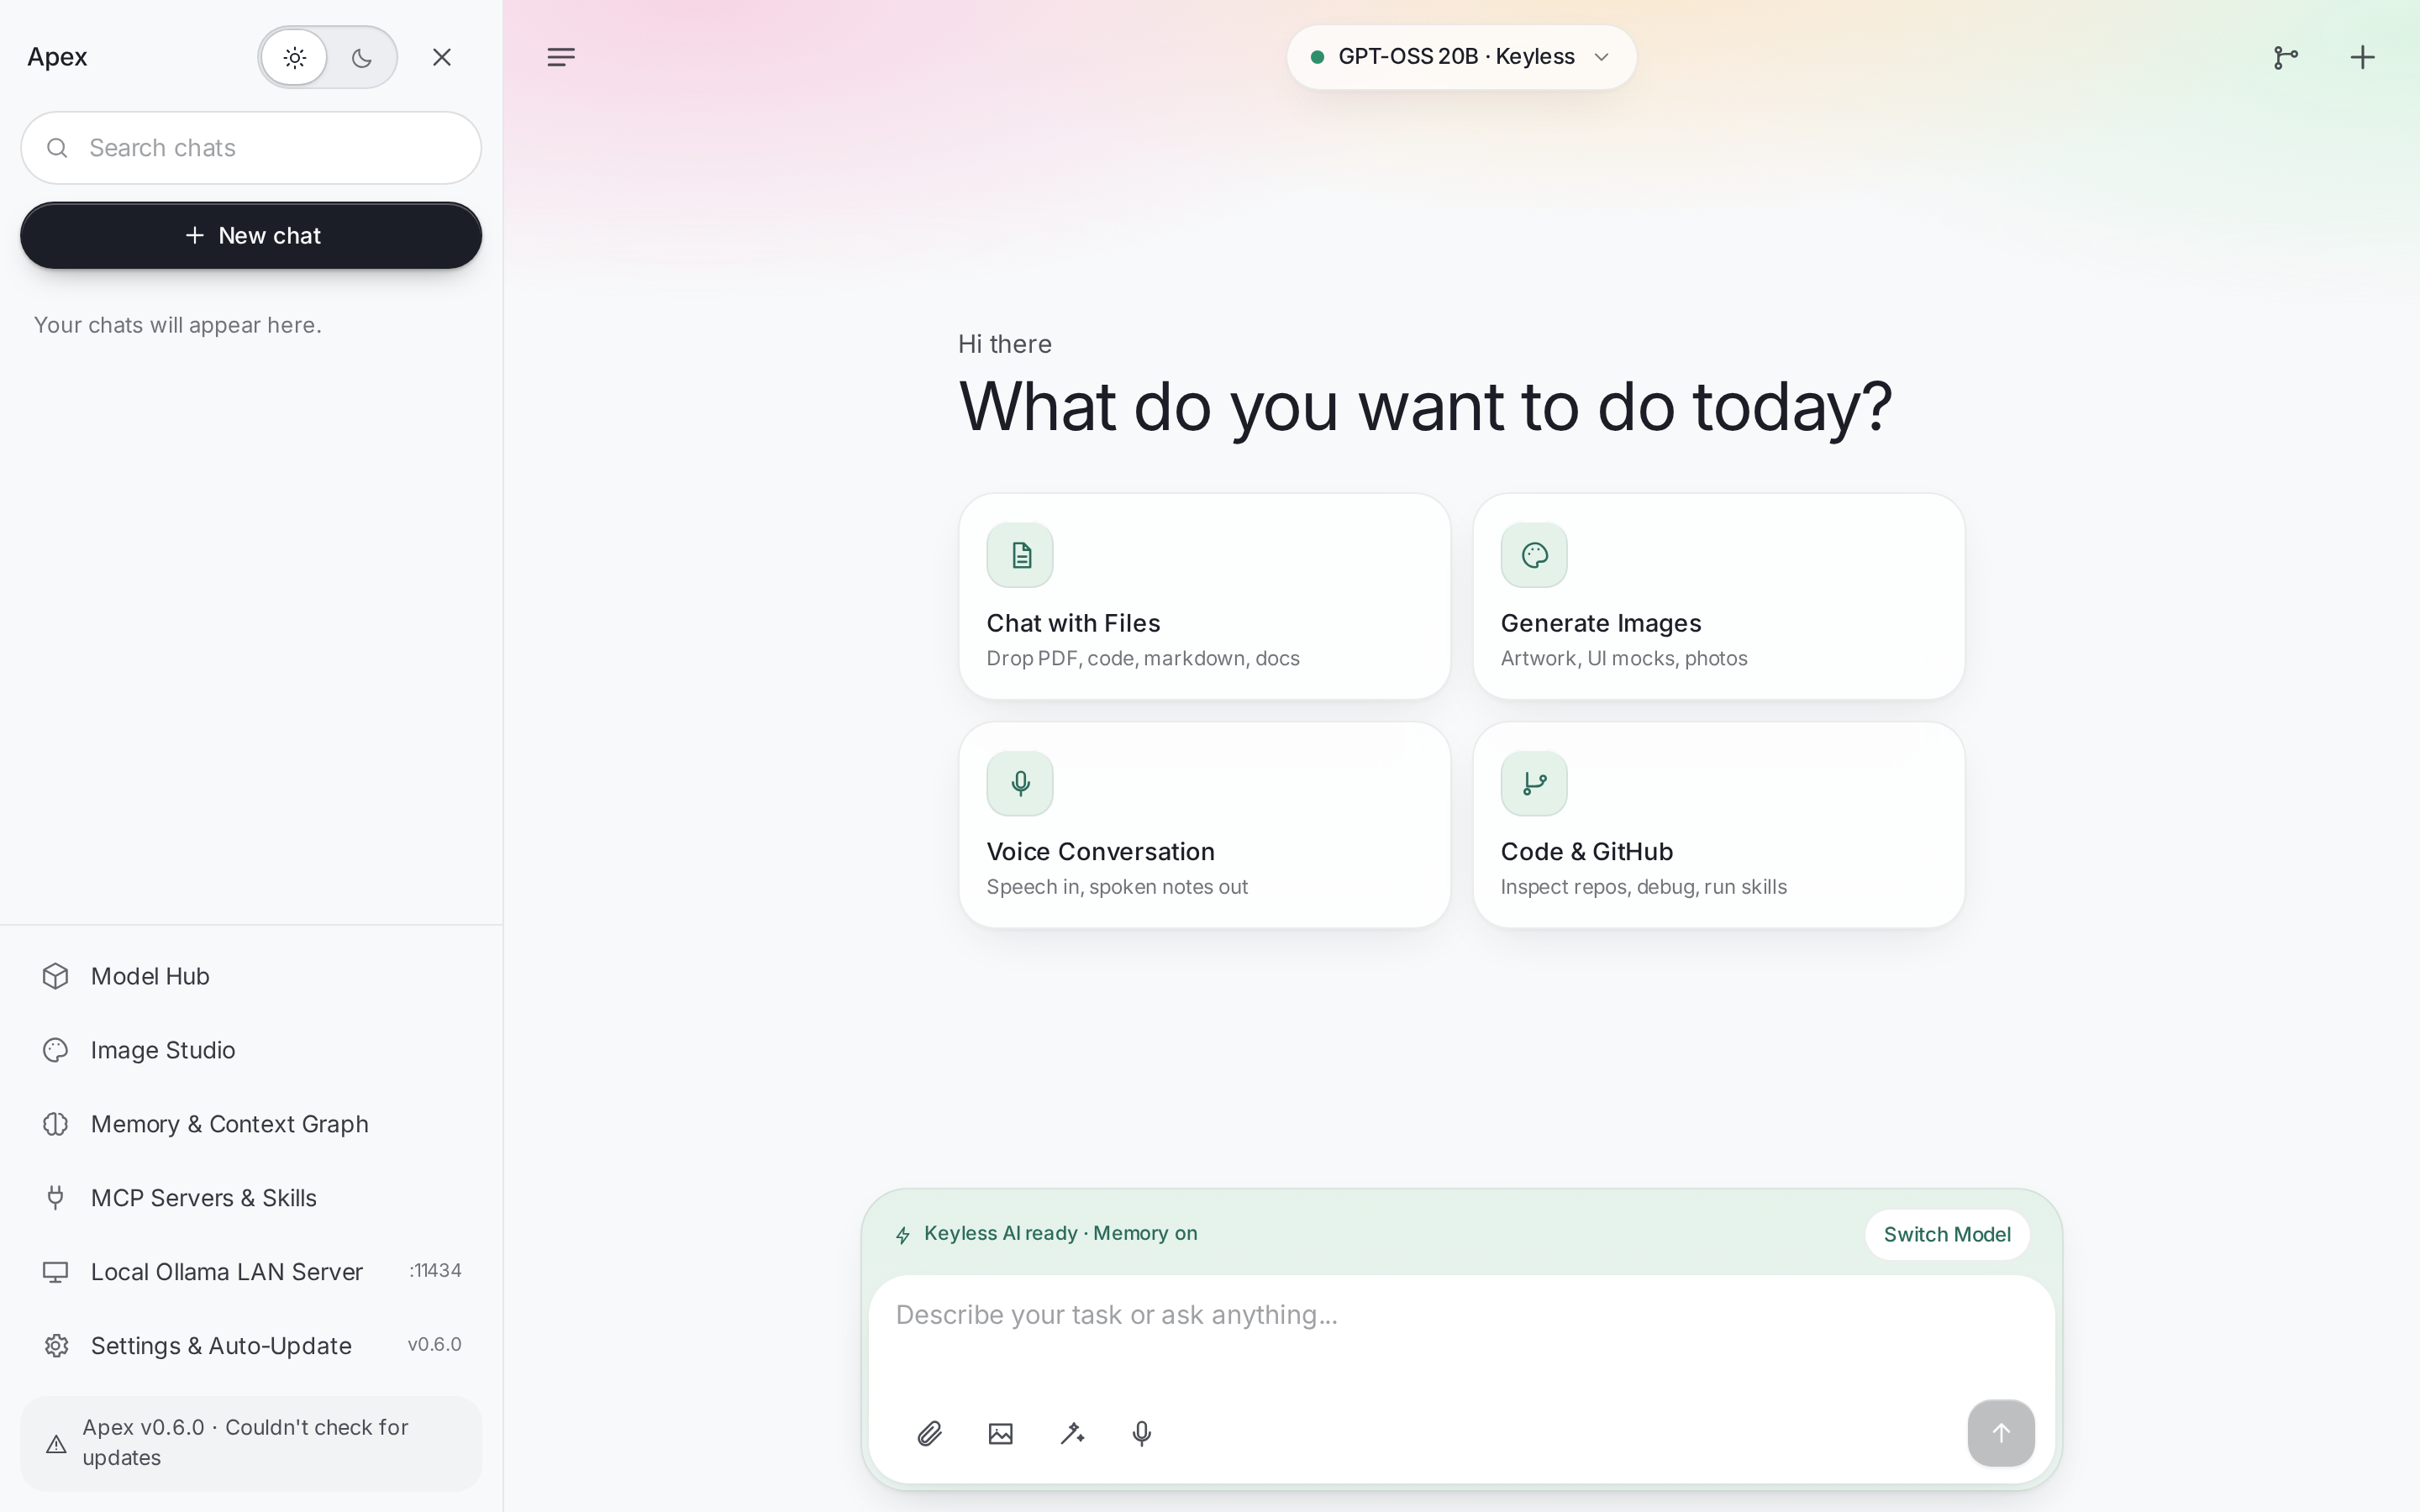 Apex
Search chats
New chat
Your chats will appear here.
Model Hub
Image Studio
Memory & Context Graph
MCP Servers & Skills
Local Ollama LAN Server :11434
Settings & Auto-Update v0.6.0
Apex v0.6.0 · Couldn't check for
updates
GPT-OSS 20B · Keyless
Hi there
What do you want to do today?
Chat with Files
Drop PDF, code, markdown, docs
Generate Images
Artwork, UI mocks, photos
Voice Conversation
Speech in, spoken notes out
Code & GitHub
Inspect repos, debug, run skills
Keyless AI ready · Memory on
Switch Model
Describe your task or ask anything...